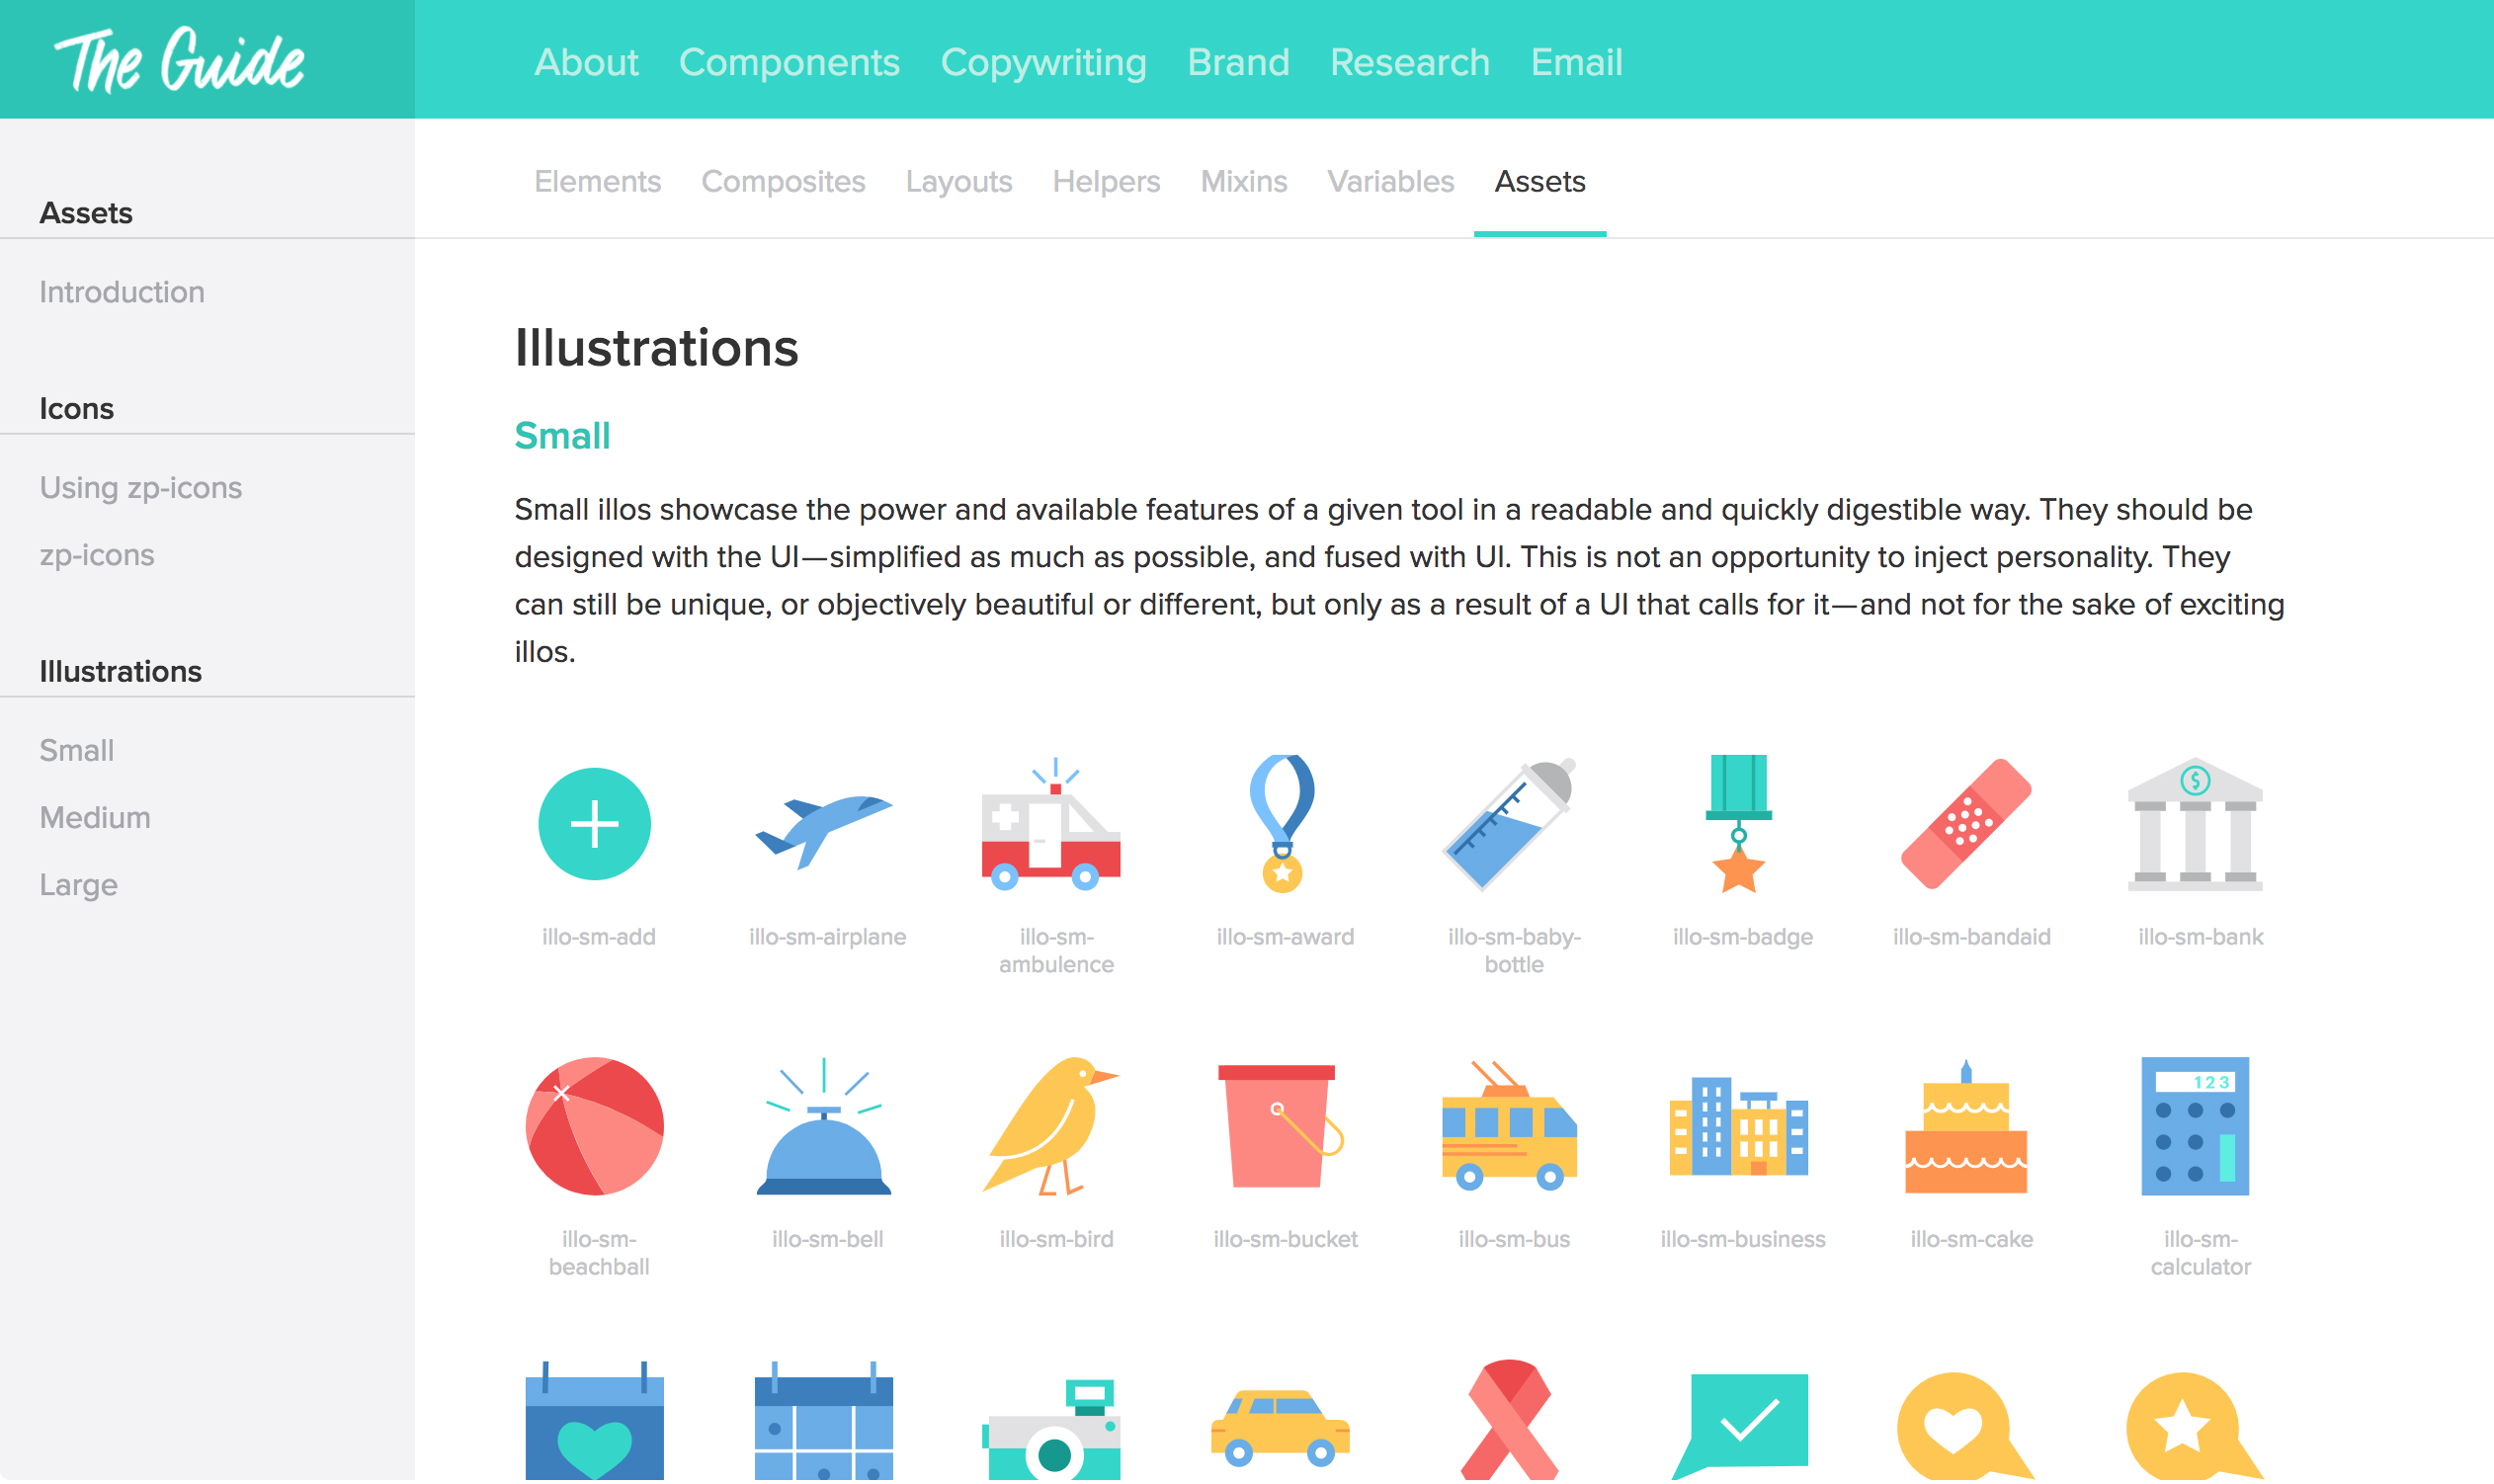 The Guide
About Components Copywriting Brand Research Email
Elements Composites Layouts Helpers Mixins Variables Assets
Assets
Introduction
Icons
Using zp-icons
zp-icons
Illustrations
Small
Medium
Large
Illustrations
Small
Small illos showcase the power and available features of a given tool in a readable and quickly digestible way. They should be
designed with the UI—simplified as much as possible, and fused with UI. This is not an opportunity to inject personality. They
can still be unique, or objectively beautiful or different, but only as a result of a UI that calls for it—and not for the sake of exciting
illos.
$
illo-sm-add
illo-sm-airplane
illo-sm-
ambulence
illo-sm-award
illo-sm-baby-
bottle
illo-sm-badge
illo-sm-bandaid
illo-sm-bank
123
illo-sm-
beachball
illo-sm-bell
illo-sm-bird
illo-sm-bucket
illo-sm-bus
illo-sm-business
illo-sm-cake
illo-sm-
calculator